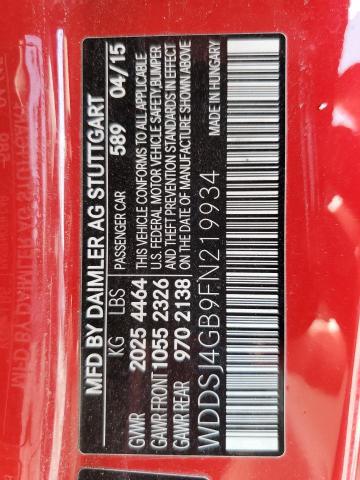 MFD BY DAIMLER AG STUTTGART
KG LBS PASSENGER CAR 589 04/15
GVWR 2025 4464 THIS VEHICLE CONFORMS TO ALL APPLICABLE
GAWR FRONT 1055 2326 U.S. FEDERAL MOTOR VEHICLE SAFETY, BUMPER
AND THEFT PREVENTION STANDARDS IN EFFECT
GAWR REAR 970 2138 ON THE DATE OF MANUFACTURE SHOWN ABOVE
WDDSJ4GB9FN219934 MADE IN HUNGARY